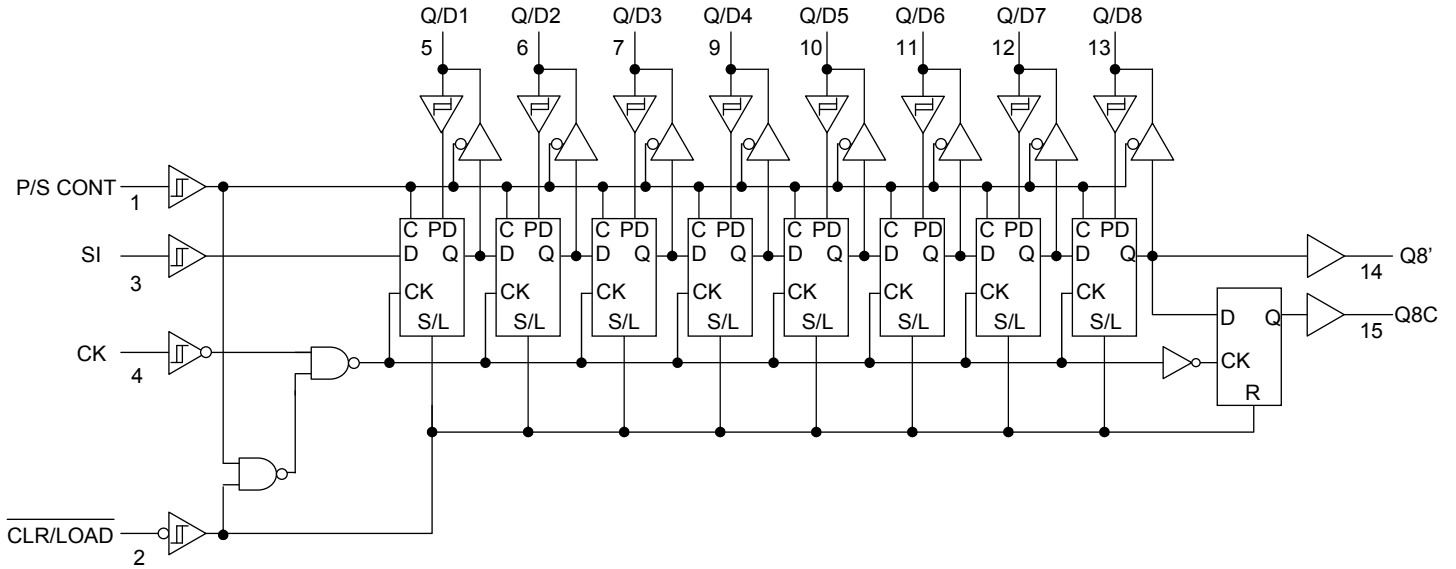 Q/D1 Q/D2 Q/D3 Q/D4 Q/D5 Q/D6 Q/D7 Q/D8
5 6 7 9 10 11 12 13
P/S CONT
1
C PD C PD C PD C PD C PD C PD C PD C PD
SI
D Q D Q D Q D Q D Q D Q D Q D Q
Q8'
3
14
CK CK CK CK CK CK CK CK
D Q
Q8C
S/L S/L S/L S/L S/L S/L S/L S/L
15
CK
4
CK
R
CLR/LOAD
2